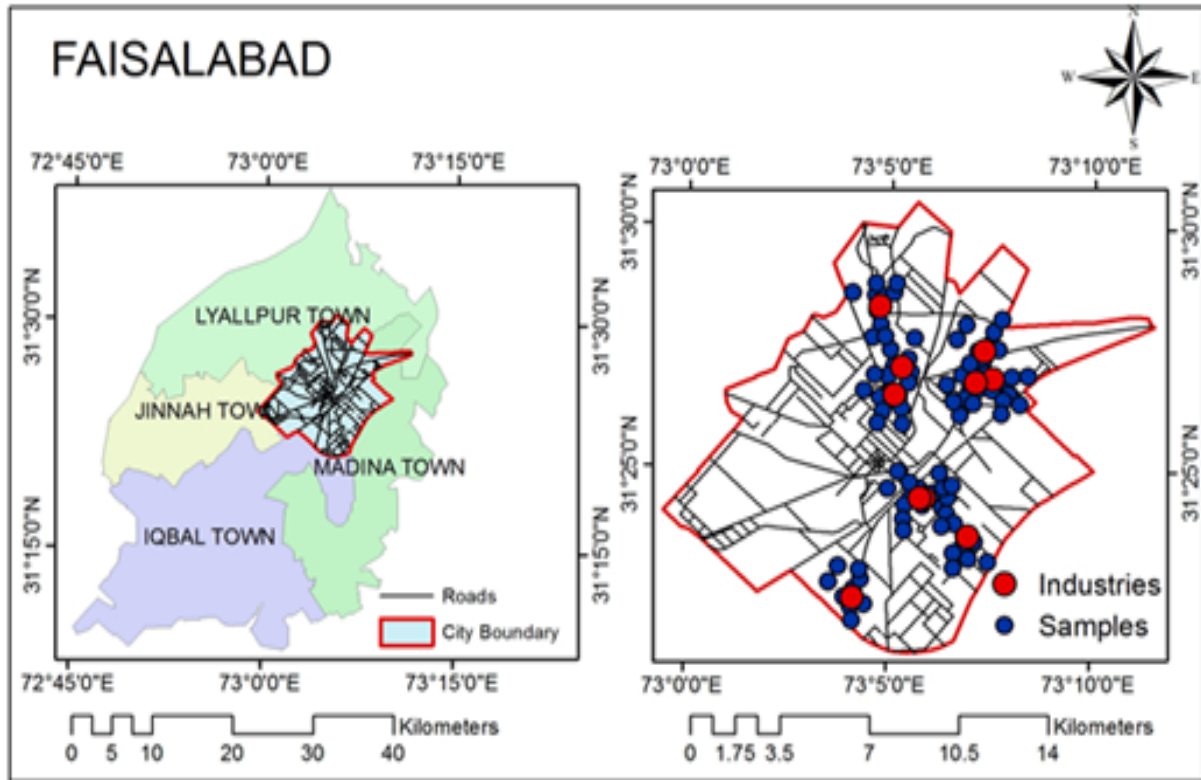 FAISALABAD
N
W E
S
72°45'0"E 73°0'0"E 73°15'0"E
31°30'0"N
31°15'0"N
LYALLPUR TOWN
JINNAH TOWN
MADINA TOWN
IQBAL TOWN
Roads
City Boundary
31°30'0"N
31°15'0"N
72°45'0"E 73°0'0"E 73°15'0"E
Kilometers
0 5 10 20 30 40
73°0'0"E 73°5'0"E 73°10'0"E
31°30'0"N
31°25'0"N
Industries
Samples
31°30'0"N
31°25'0"N
73°0'0"E 73°5'0"E 73°10'0"E
Kilometers
0 1.75 3.5 7 10.5 14